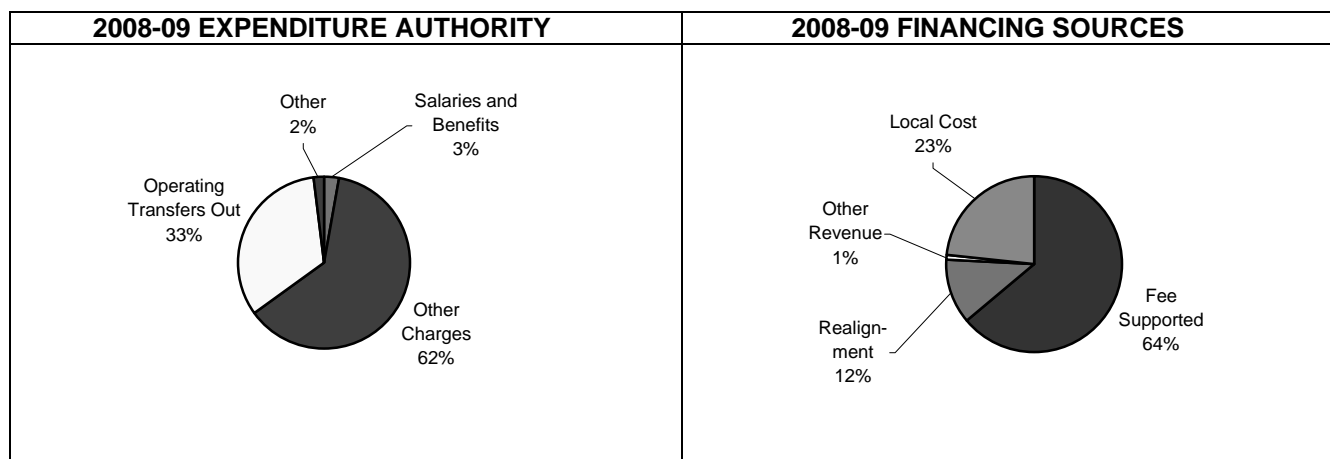 2008-09 EXPENDITURE AUTHORITY
Other
2%
Salaries and
Benefits
3%
Operating
Transfers Out
33%
Other
Charges
62%
2008-09 FINANCING SOURCES
Local Cost
23%
Other
Revenue
1%
Realign-
ment
12%
Fee
Supported
64%